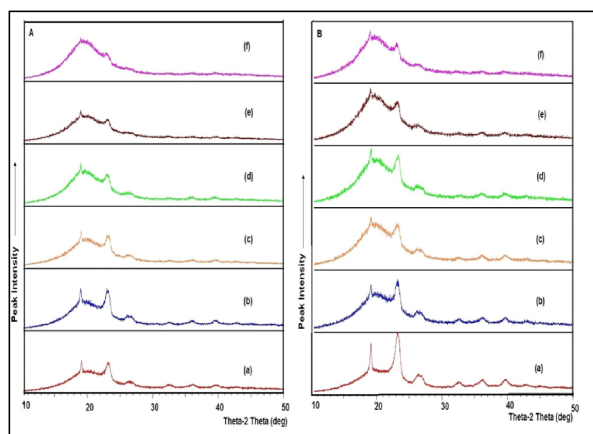 A
(f)
(e)
(d)
(c)
(b)
(a)
Peak Intensity
10 20 30 40 50
Theta-2 Theta (deg)
B
(f)
(e)
(d)
(c)
(b)
(a)
Peak Intensity
10 20 30 40 50
Theta-2 Theta (deg)